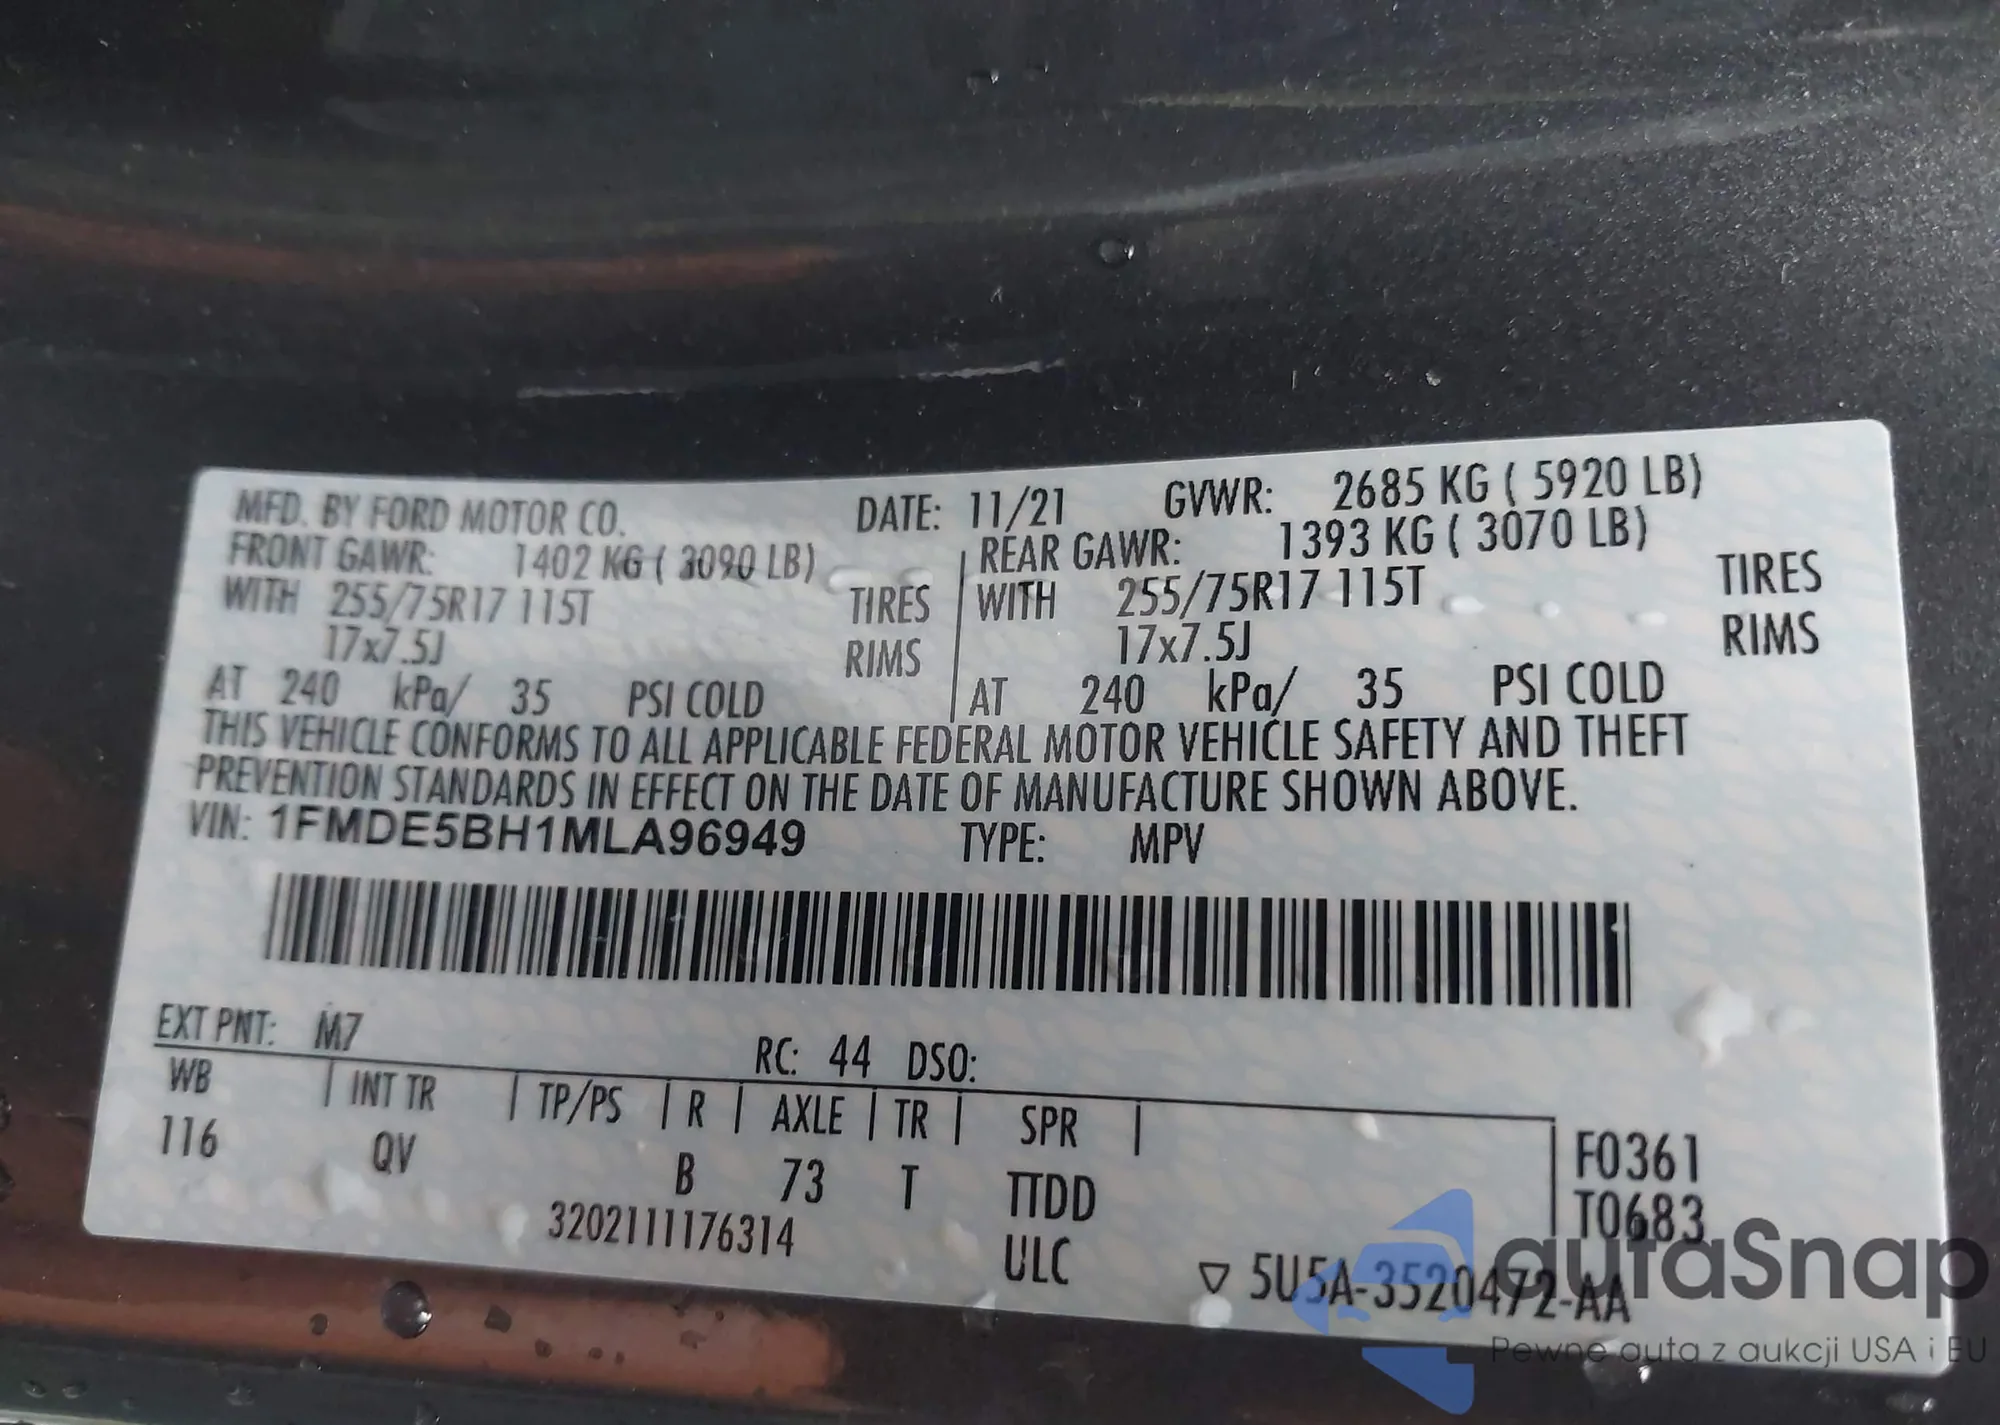 MFD. BY FORD MOTOR CO. DATE: 11/21 GVWR: 2685 KG ( 5920 LB)
FRONT GAWR: 1402 KG ( 3090 LB) REAR GAWR: 1393 KG ( 3070 LB)
WITH 255/75R17 115T TIRES WITH 255/75R17 115T TIRES
17x7.5J RIMS 17x7.5J RIMS
AT 240 kPa/ 35 PSI COLD AT 240 kPa/ 35 PSI COLD
THIS VEHICLE CONFORMS TO ALL APPLICABLE FEDERAL MOTOR VEHICLE SAFETY AND THEFT
PREVENTION STANDARDS IN EFFECT ON THE DATE OF MANUFACTURE SHOWN ABOVE.
VIN: 1FMDE5BH1MLA96949 TYPE: MPV
EXT PNT: M7 RC: 44 DSO:
WB INT TR TP/PS R AXLE TR SPR
116 QV B 73 T TTDD F0361
T0683
3202111176314 ULC ▽ 5U5A-3520472-AA
autaSnap
Pewne auta z aukcji USA i EU